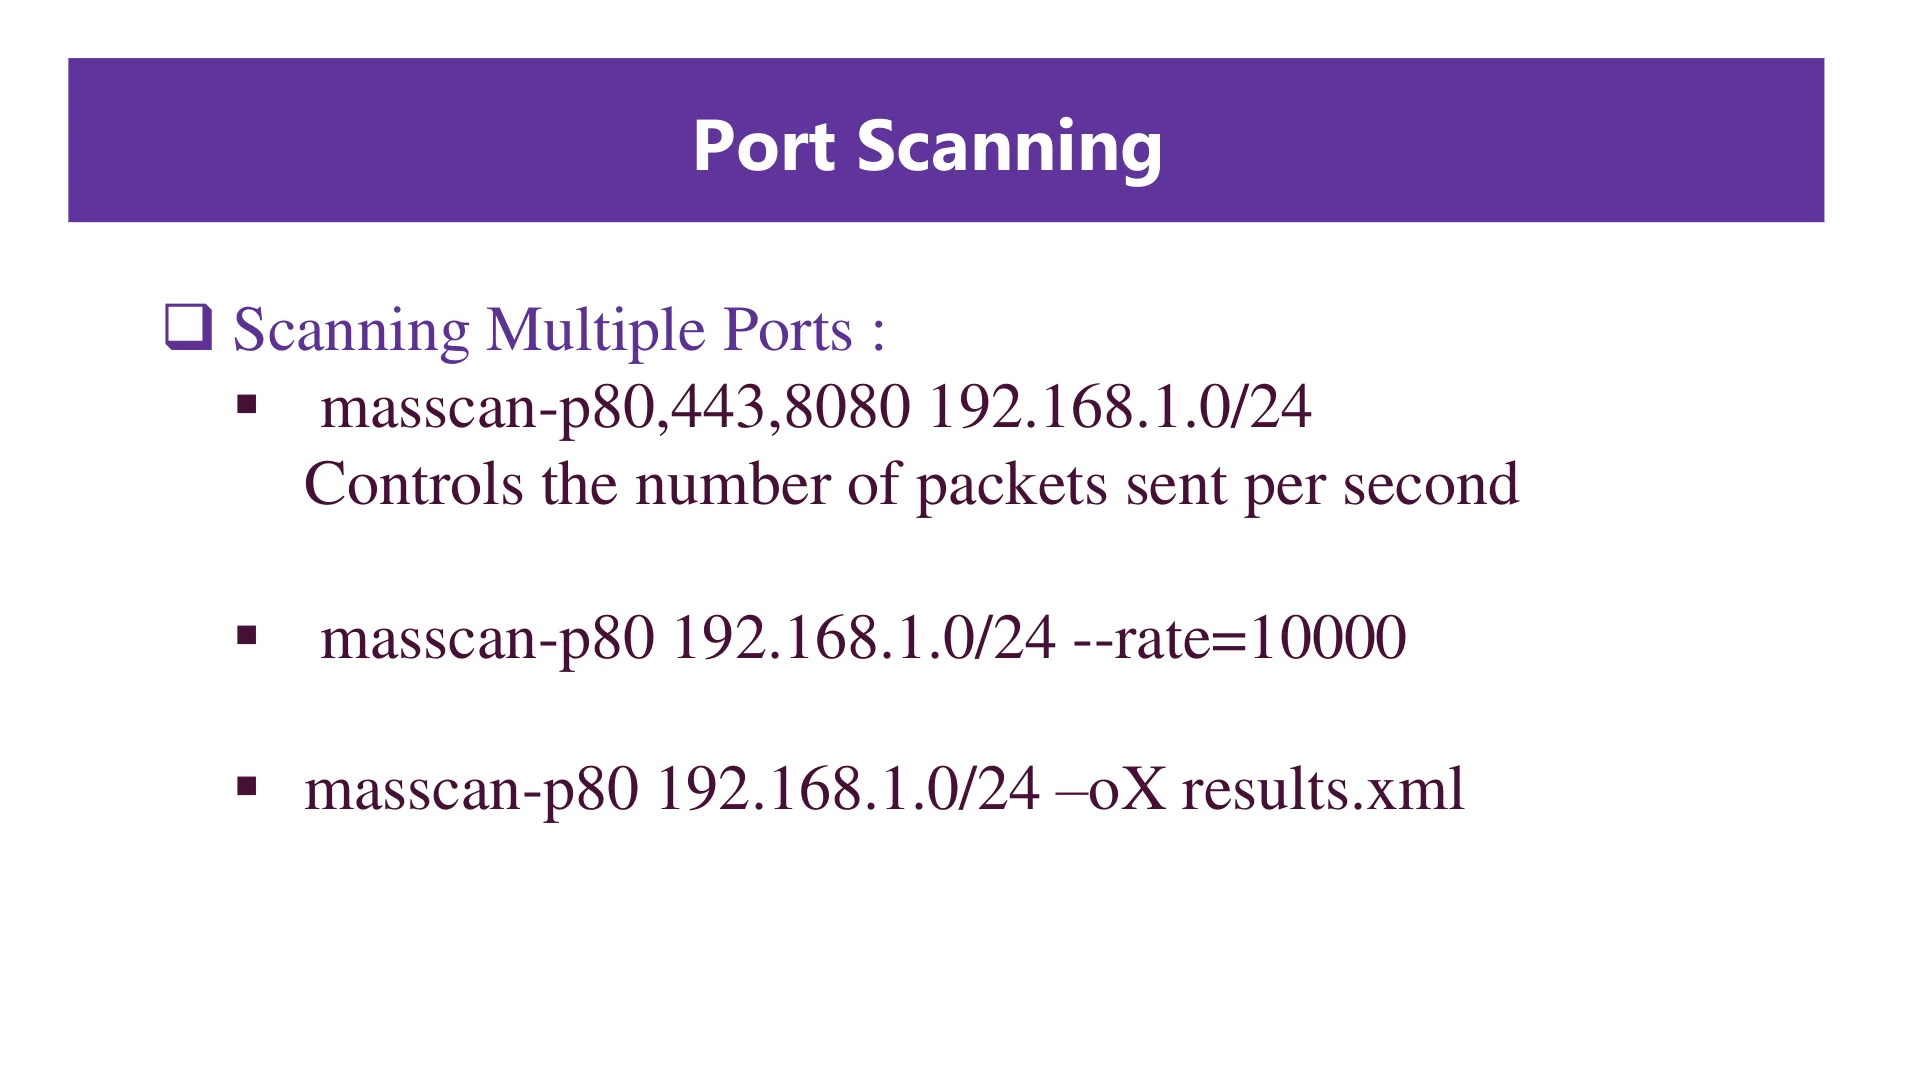 Port Scanning
❑ Scanning Multiple Ports :
▪ masscan-p80,443,8080 192.168.1.0/24
Controls the number of packets sent per second
▪ masscan-p80 192.168.1.0/24 --rate=10000
▪ masscan-p80 192.168.1.0/24 –oX results.xml